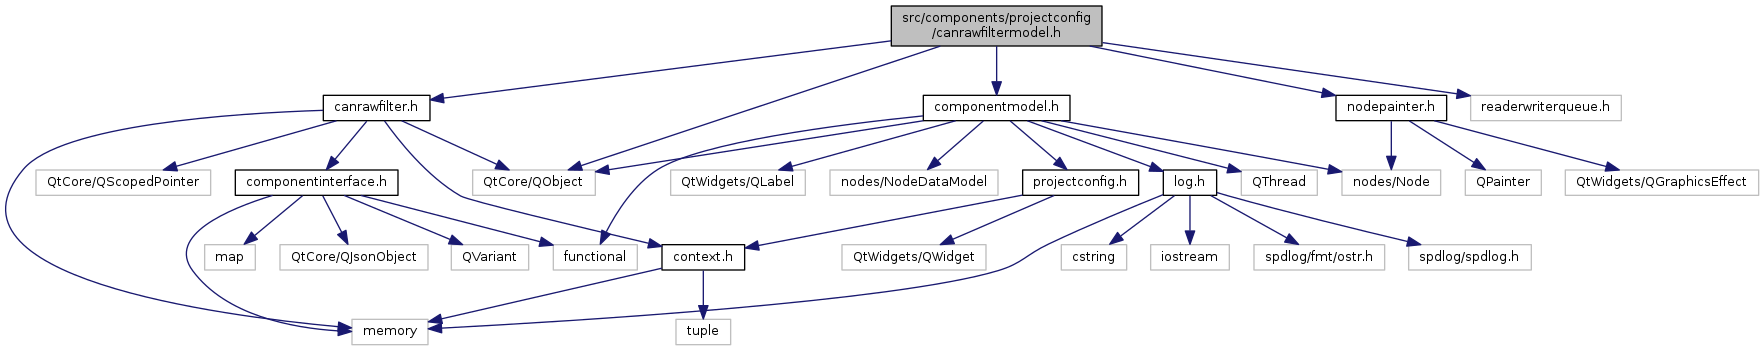 src/components/projectconfig
/canrawfiltermodel.h
canrawfilter.h
componentmodel.h
nodepainter.h
readerwriterqueue.h
QtCore/QScopedPointer
componentinterface.h
QtCore/QObject
QtWidgets/QLabel
nodes/NodeDataModel
projectconfig.h
log.h
QThread
nodes/Node
QPainter
QtWidgets/QGraphicsEffect
map
QtCore/QJsonObject
QVariant
functional
context.h
QtWidgets/QWidget
cstring
iostream
spdlog/fmt/ostr.h
spdlog/spdlog.h
memory
tuple